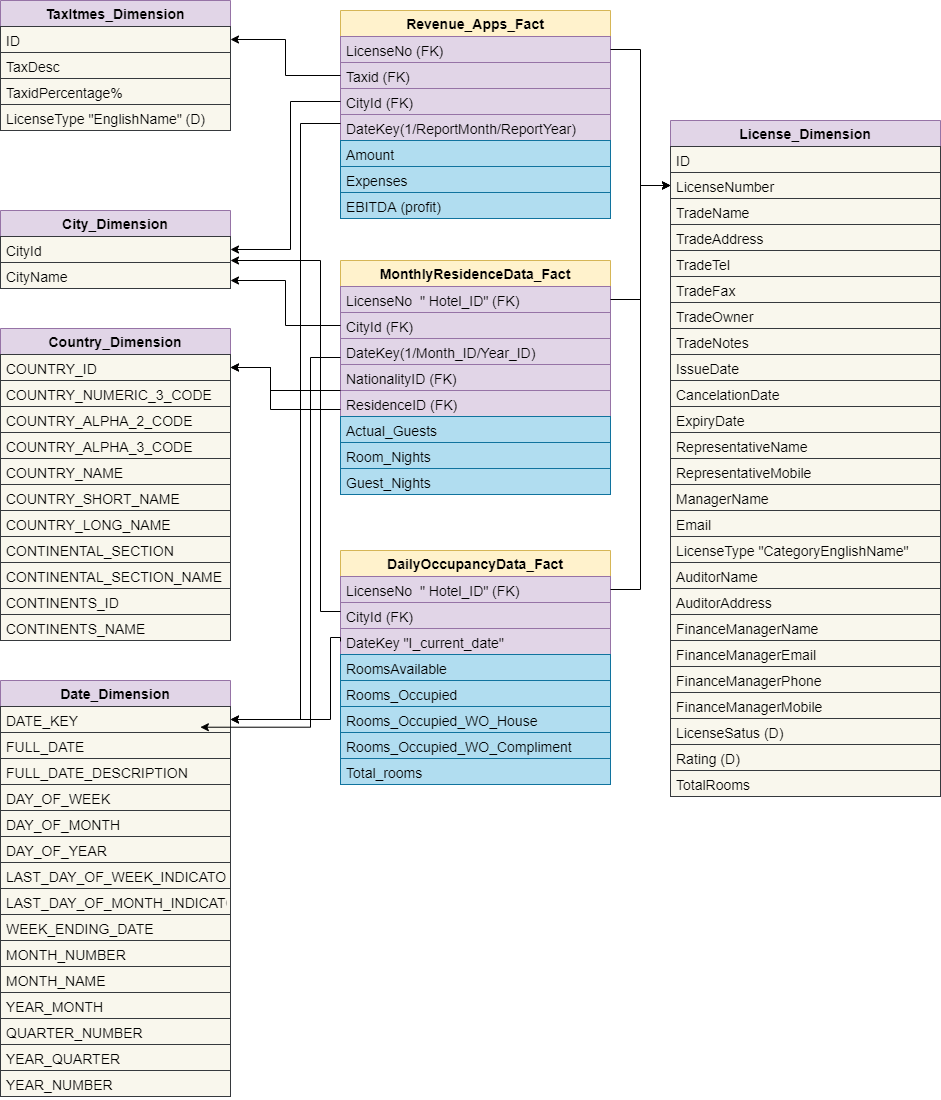 TaxItmes_Dimension
ID
TaxDesc
TaxidPercentage%
LicenseType "EnglishName" (D)
City_Dimension
CityId
CityName
Country_Dimension
COUNTRY_ID
COUNTRY_NUMERIC_3_CODE
COUNTRY_ALPHA_2_CODE
COUNTRY_ALPHA_3_CODE
COUNTRY_NAME
COUNTRY_SHORT_NAME
COUNTRY_LONG_NAME
CONTINENTAL_SECTION
CONTINENTAL_SECTION_NAME
CONTINENTS_ID
CONTINENTS_NAME
Date_Dimension
DATE_KEY
FULL_DATE
FULL_DATE_DESCRIPTION
DAY_OF_WEEK
DAY_OF_MONTH
DAY_OF_YEAR
LAST_DAY_OF_WEEK_INDICATO
LAST_DAY_OF_MONTH_INDICAT
WEEK_ENDING_DATE
MONTH_NUMBER
MONTH_NAME
YEAR_MONTH
QUARTER_NUMBER
YEAR_QUARTER
YEAR_NUMBER
Revenue_Apps_Fact
LicenseNo (FK)
Taxid (FK)
CityId (FK)
DateKey(1/ReportMonth/ReportYear)
Amount
Expenses
EBITDA (profit)
MonthlyResidenceData_Fact
LicenseNo " Hotel_ID" (FK)
CityId (FK)
DateKey(1/Month_ID/Year_ID)
NationalityID (FK)
ResidenceID (FK)
Actual_Guests
Room_Nights
Guest_Nights
DailyOccupancyData_Fact
LicenseNo " Hotel_ID" (FK)
CityId (FK)
DateKey "I_current_date"
RoomsAvailable
Rooms_Occupied
Rooms_Occupied_WO_House
Rooms_Occupied_WO_Compliment
Total_rooms
License_Dimension
ID
LicenseNumber
TradeName
TradeAddress
TradeTel
TradeFax
TradeOwner
TradeNotes
IssueDate
CancelationDate
ExpiryDate
RepresentativeName
RepresentativeMobile
ManagerName
Email
LicenseType "CategoryEnglishName"
AuditorName
AuditorAddress
FinanceManagerName
FinanceManagerEmail
FinanceManagerPhone
FinanceManagerMobile
LicenseSatus (D)
Rating (D)
TotalRooms